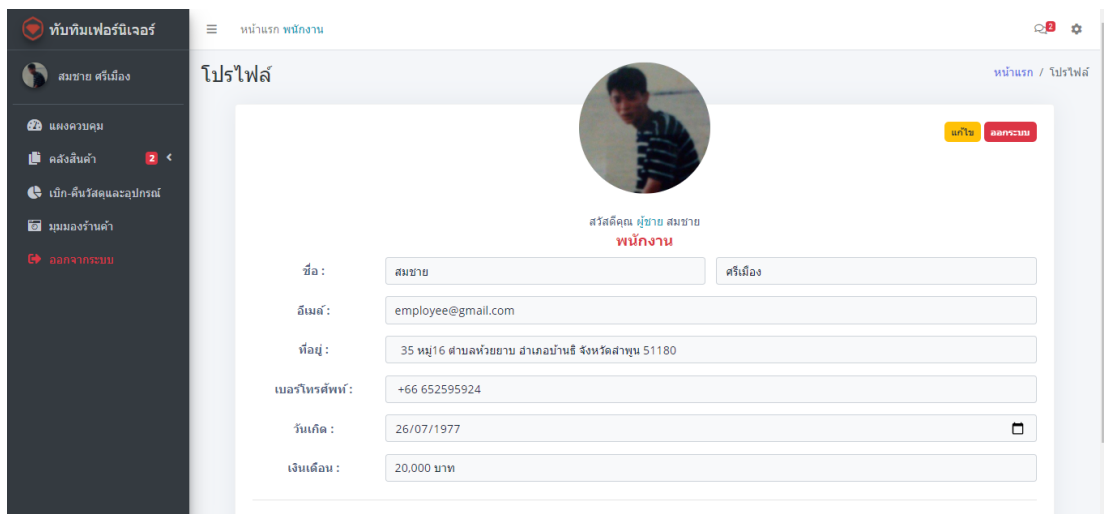 ทับทิมเฟอร์นิเจอร์
หน้าแรก พนักงาน
2
สมชาย ศรีเมือง
แผงควบคุม
คลังสินค้า 2
เบิก-คืนวัสดุและอุปกรณ์
มุมมองร้านค้า
ออกจากระบบ
โปรไฟล์
หน้าแรก / โปรไฟล์
แก้ไข ออกระบบ
สวัสดีคุณ ผู้ชาย สมชาย
พนักงาน
ชื่อ : สมชาย ศรีเมือง
อีเมล์ : employee@gmail.com
ที่อยู่ : 35 หมู่16 ตำบลห้วยยาบ อำเภอบ้านธิ จังหวัดลำพูน 51180
เบอร์โทรศัพท์ : +66 652595924
วันเกิด : 26/07/1977
เงินเดือน : 20,000 บาท